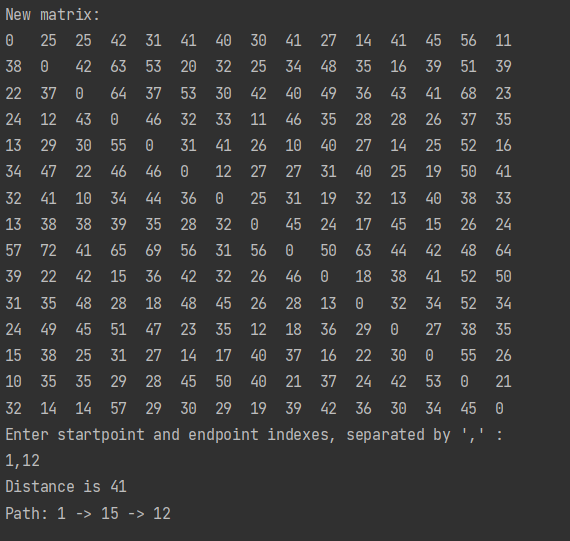 New matrix:
0 25 25 42 31 41 40 30 41 27 14 41 45 56 11
38 0 42 63 53 20 32 25 34 48 35 16 39 51 39
22 37 0 64 37 53 30 42 40 49 36 43 41 68 23
24 12 43 0 46 32 33 11 46 35 28 28 26 37 35
13 29 30 55 0 31 41 26 10 40 27 14 25 52 16
34 47 22 46 46 0 12 27 27 31 40 25 19 50 41
32 41 10 34 44 36 0 25 31 19 32 13 40 38 33
13 38 38 39 35 28 32 0 45 24 17 45 15 26 24
57 72 41 65 69 56 31 56 0 50 63 44 42 48 64
39 22 42 15 36 42 32 26 46 0 18 38 41 52 50
31 35 48 28 18 48 45 26 28 13 0 32 34 52 34
24 49 45 51 47 23 35 12 18 36 29 0 27 38 35
15 38 25 31 27 14 17 40 37 16 22 30 0 55 26
10 35 35 29 28 45 50 40 21 37 24 42 53 0 21
32 14 14 57 29 30 29 19 39 42 36 30 34 45 0
Enter startpoint and endpoint indexes, separated by ',' :
1,12
Distance is 41
Path: 1 -> 15 -> 12